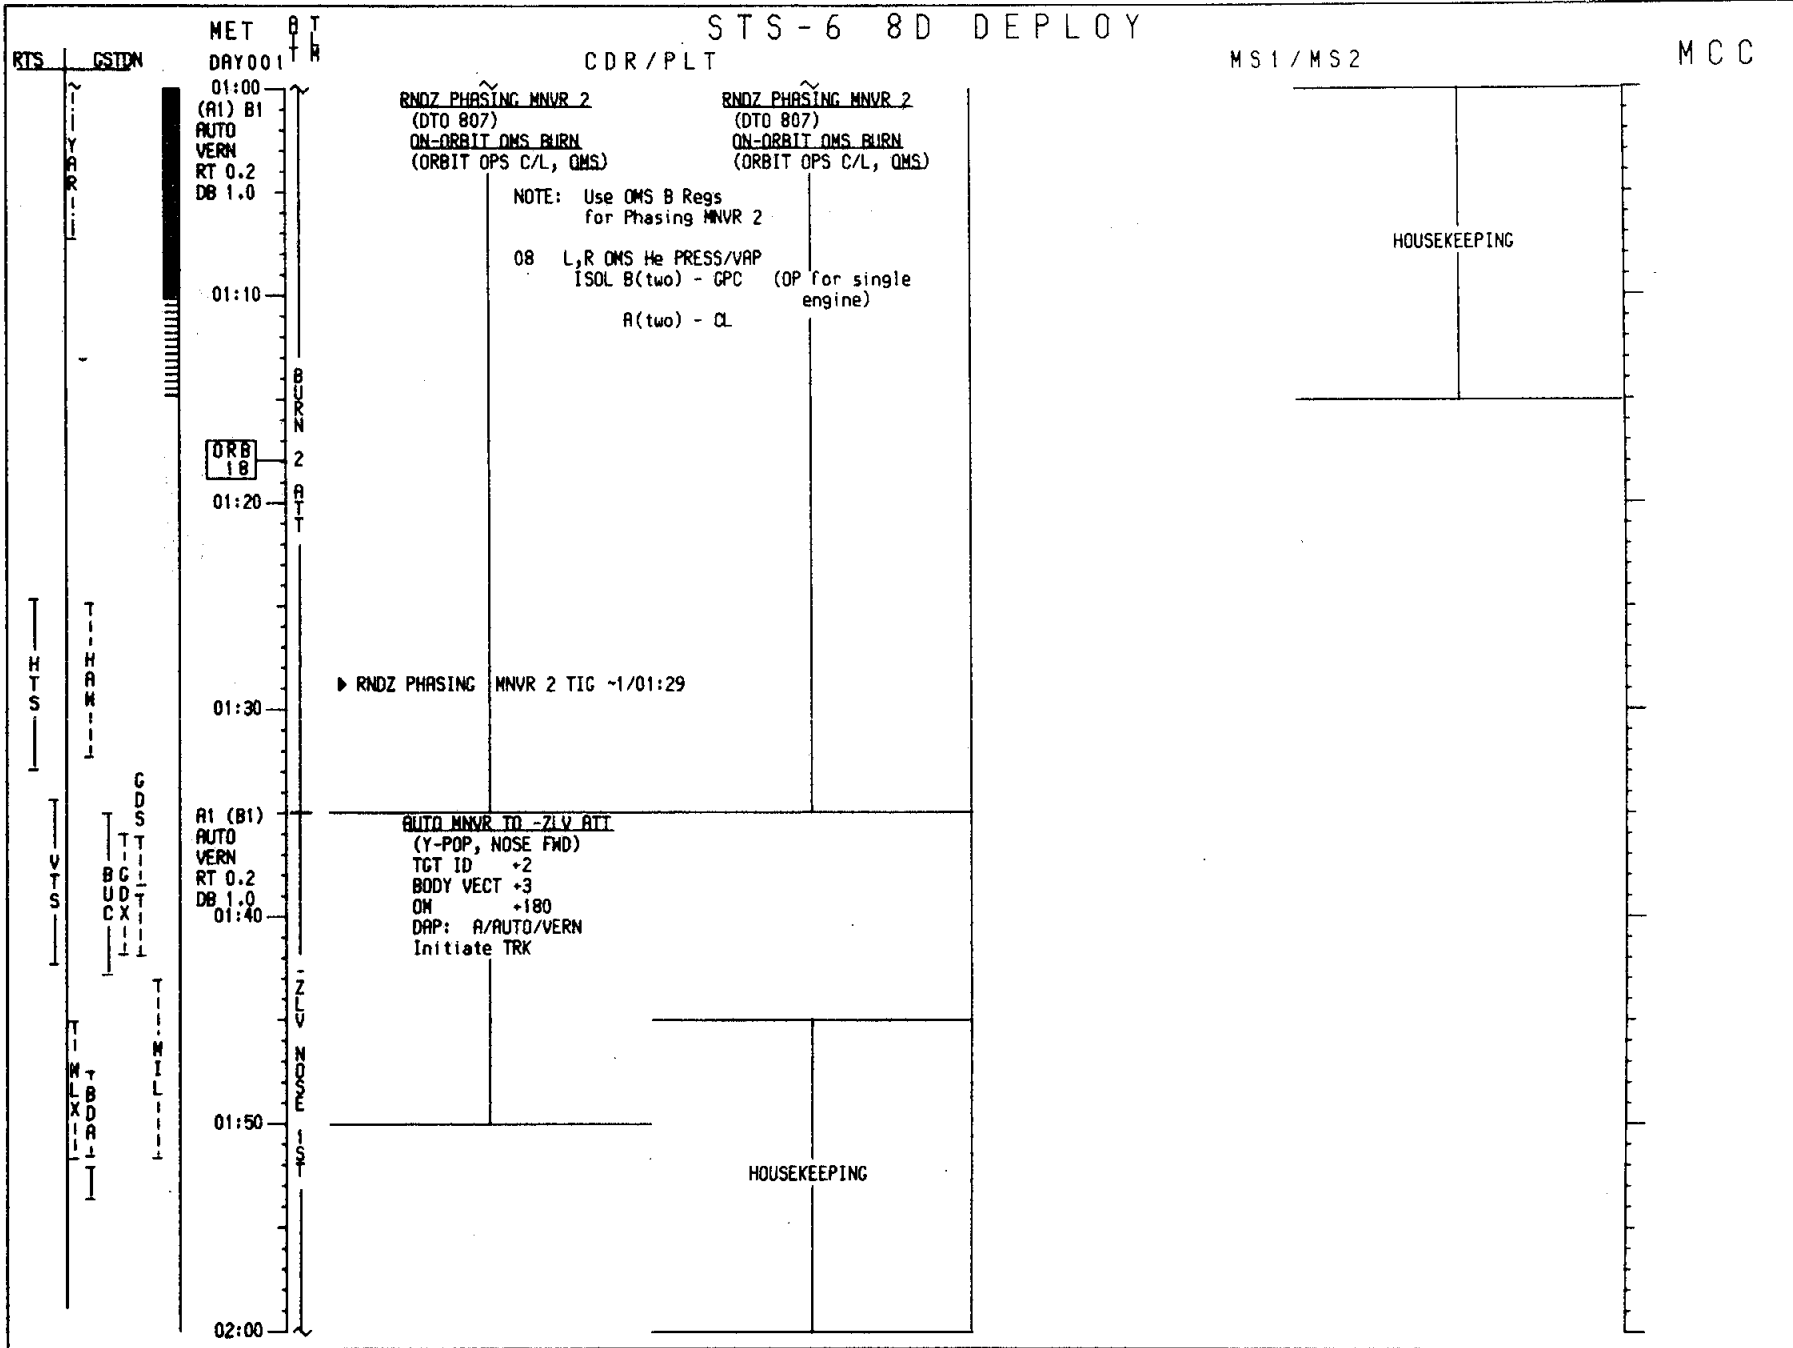 STS-6 8D DEPLOY
MET
ATT
TLM
RTS
GSTDN
DAY001
CDR/PLT
MS1/MS2
MCC
01:00
(A1) B1
AUTO
VERN
RT 0.2
DB 1.0
YAR
RNDZ PHASING MNVR 2
(DTO 807)
ON-ORBIT OMS BURN
(ORBIT OPS C/L, OMS)
RNDZ PHASING MNVR 2
(DTO 807)
ON-ORBIT OMS BURN
(ORBIT OPS C/L, OMS)
NOTE: Use OMS B Regs
for Phasing MNVR 2
08 L,R OMS He PRESS/VAP
ISOL B(two) - GPC (OP for single
engine)
A(two) - CL
HOUSEKEEPING
01:10
BURN 2 ATT
ORB
18
01:20
HTS
HAW
RNDZ PHASING MNVR 2 TIG ~1/01:29
01:30
GDS
VTS
BUC
GDX
A1 (B1)
AUTO
VERN
RT 0.2
DB 1.0
01:40
AUTO MNVR TO -ZLV ATT
(Y-POP, NOSE FWD)
TGT ID +2
BODY VECT +3
OM +180
DAP: A/AUTO/VERN
Initiate TRK
-ZLV NOSE 1ST
MIL
MLX
BDA
01:50
HOUSEKEEPING
02:00